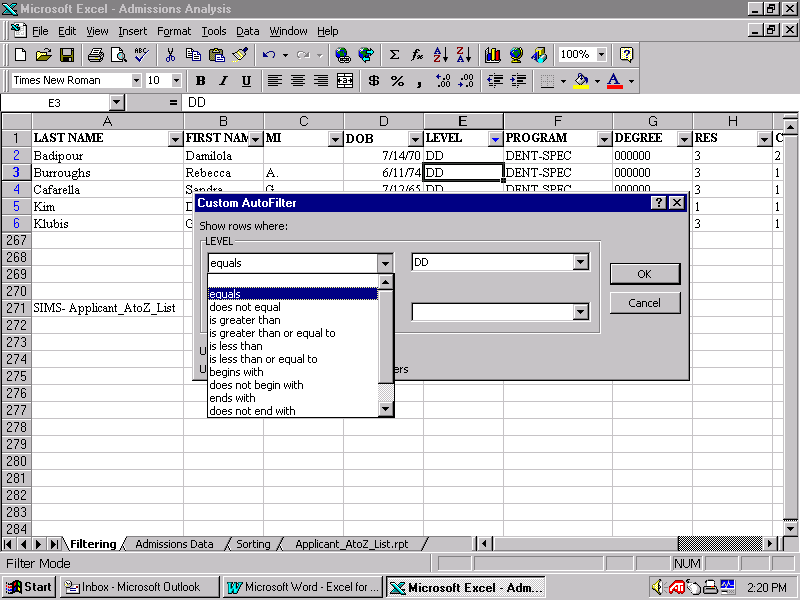 Microsoft Excel - Admissions Analysis
File Edit View Insert Format Tools Data Window Help
100%
Times New Roman 10 B I U $ % ,
E3 = DD
A B C D E F G H
1 LAST NAME FIRST NAM MI DOB LEVEL PROGRAM DEGREE RES C
2 Badipour Damilola 7/14/70 DD DENT-SPEC 000000 3 2
3 Burroughs Rebecca A. 6/11/74 DD DENT-SPEC 000000 3 1
4 Cafarella Sandra G. 7/12/65 DD DENT-SPEC 000000 3 1
5 Kim 1 1
6 Klubis 3 1
Custom AutoFilter
Show rows where:
LEVEL
equals DD
OK
Cancel
equals
does not equal
is greater than
is greater than or equal to
is less than
is less than or equal to
begins with
does not begin with
ends with
does not end with
267
268
269
270
271 SIMS- Applicant_AtoZ_List
272
273
274
275
276
277
278
279
280
281
282
283
284
Filtering Admissions Data Sorting Applicant_AtoZ_List.rpt
Filter Mode NUM
Start Inbox - Microsoft Outlook Microsoft Word - Excel for ... Microsoft Excel - Adm... 2:20 PM